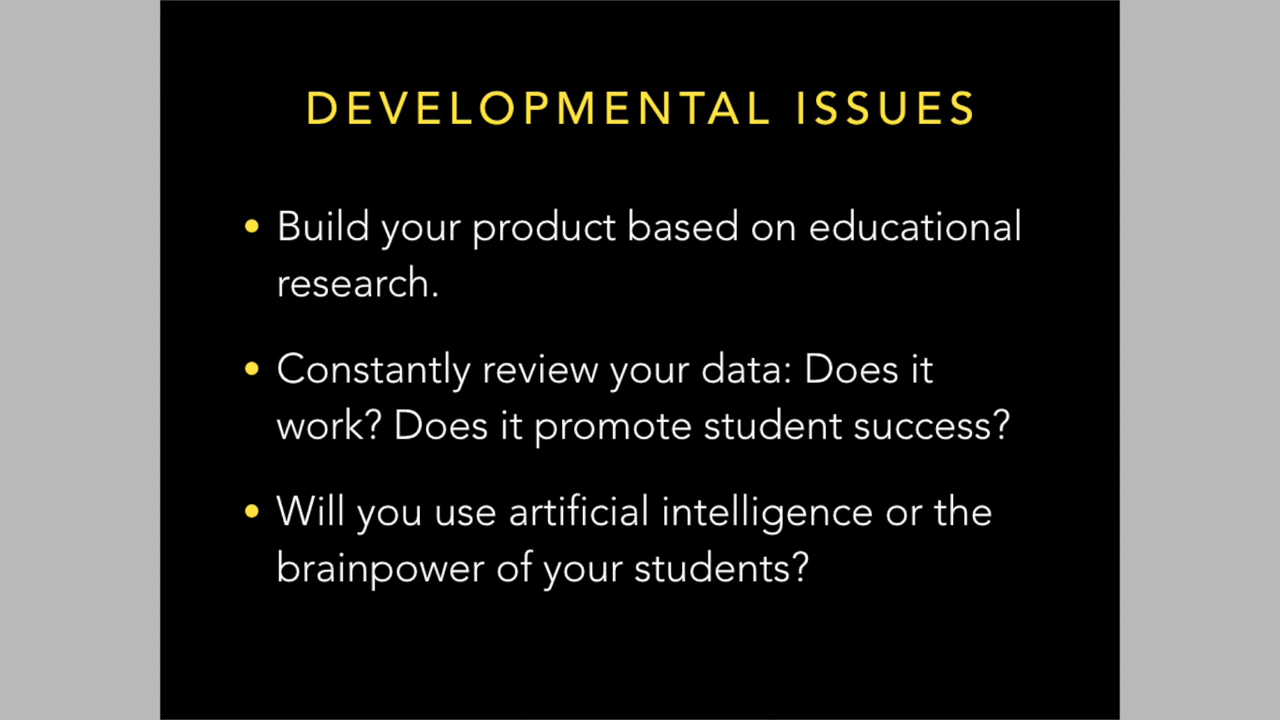 DEVELOPMENTAL ISSUES
• Build your product based on educational
research.
• Constantly review your data: Does it
work? Does it promote student success?
• Will you use artificial intelligence or the
brainpower of your students?